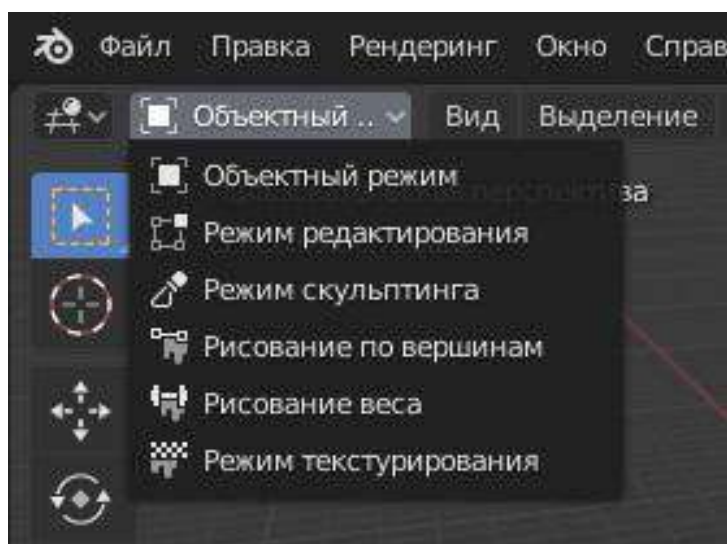 Файл Правка Рендеринг Окно Справ
Объектный .. Вид Выделение
Объектный режим
перспектива
Режим редактирования
Режим скульптинга
Рисование по вершинам
Рисование веса
Режим текстурирования